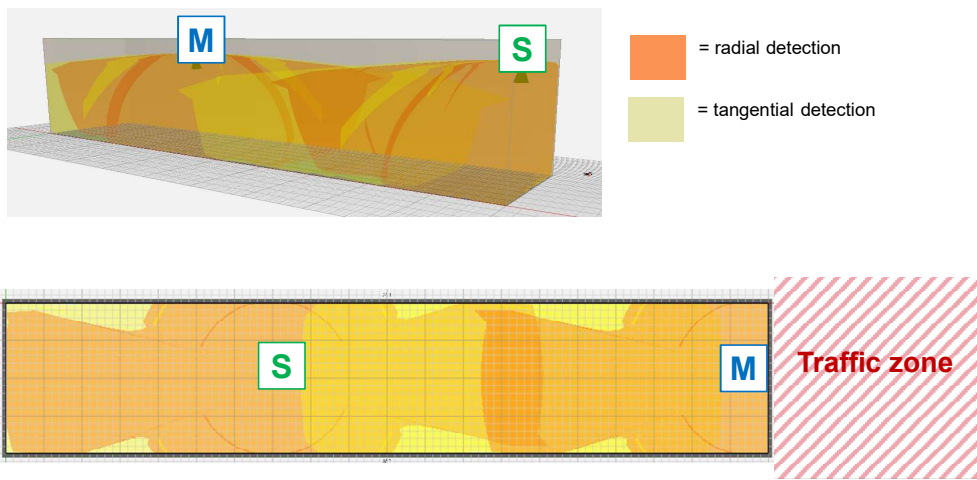 M
S
= radial detection
= tangential detection
S
M
Traffic zone